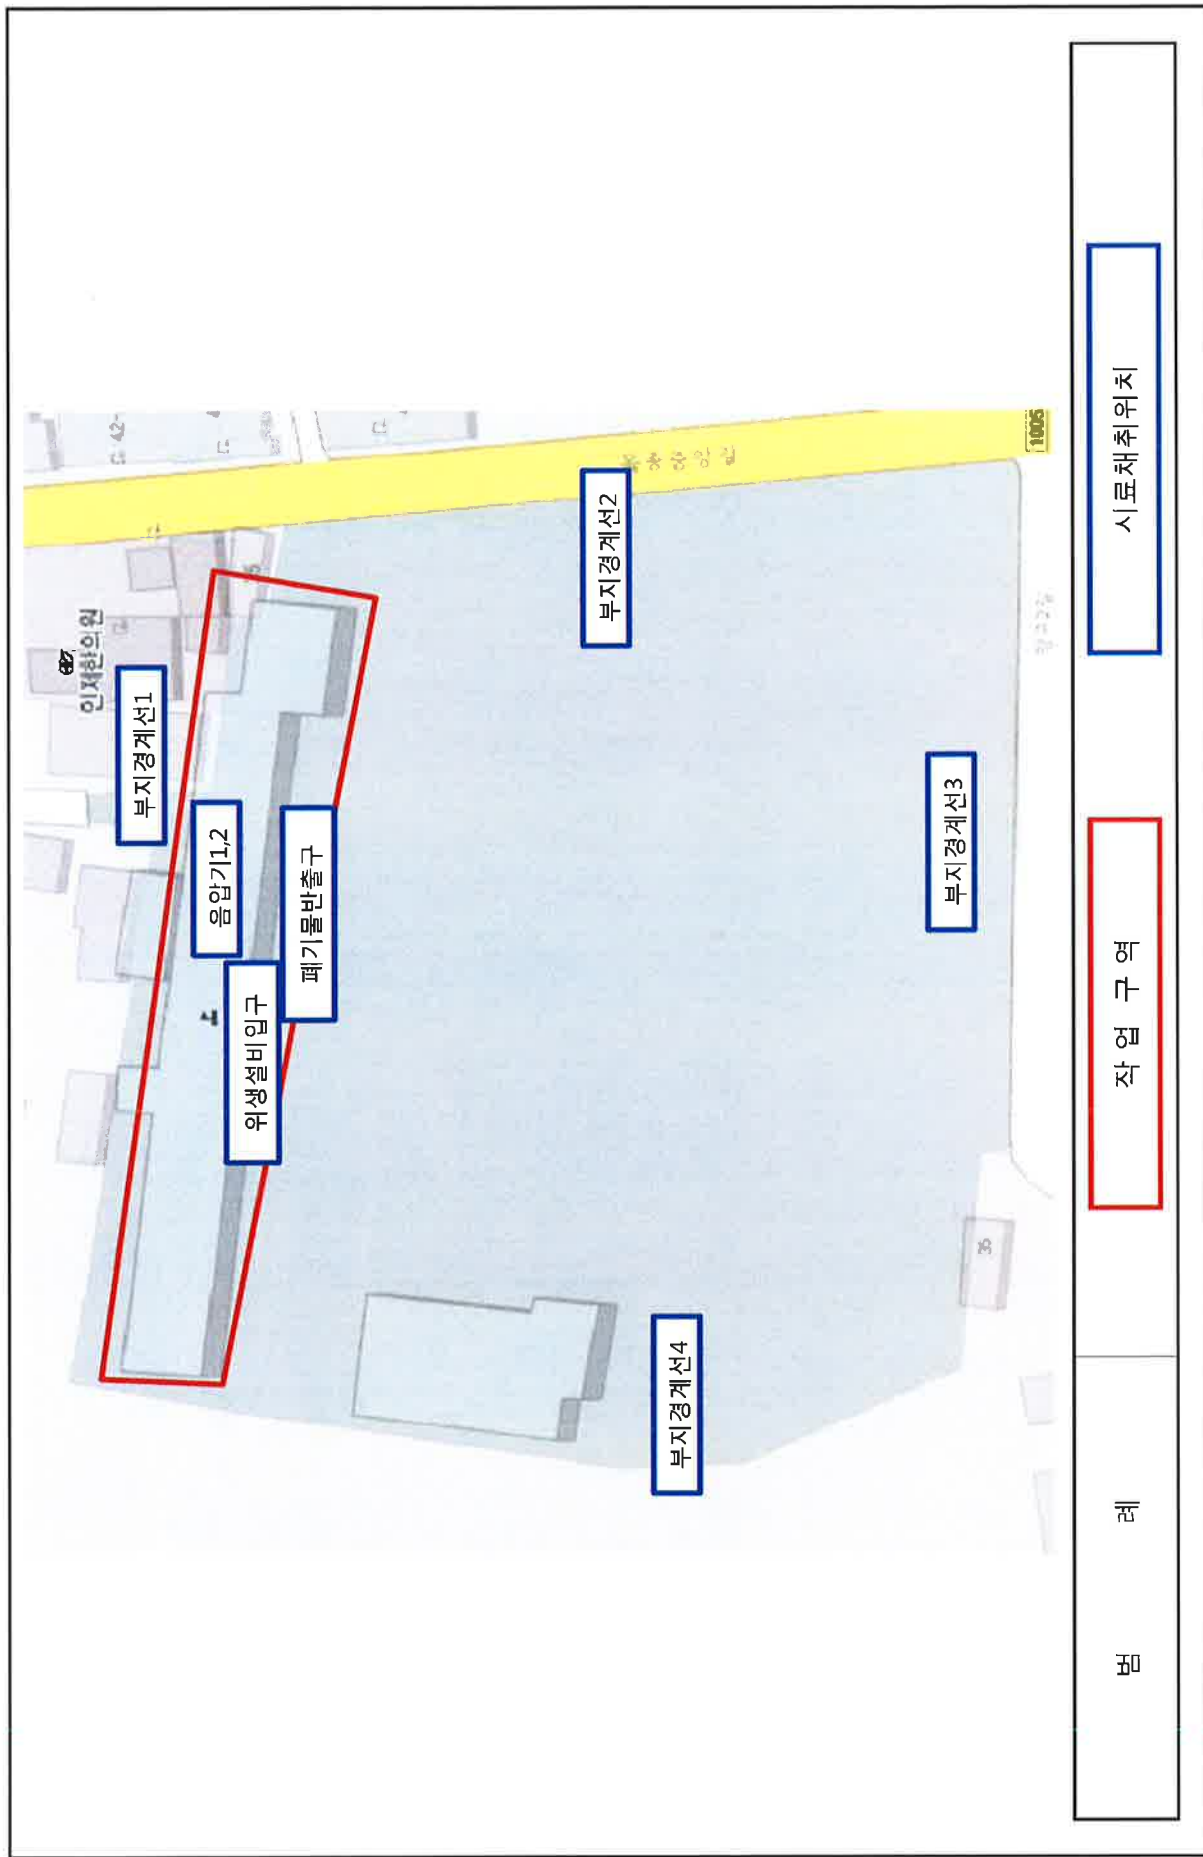 인제한의원
부지경계선1
음압기1,2
위생설비입구
폐기물반출구
부지경계선2
부지경계선3
부지경계선4
42-
35
1005
범 례
작 업 구 역
시료채취위치